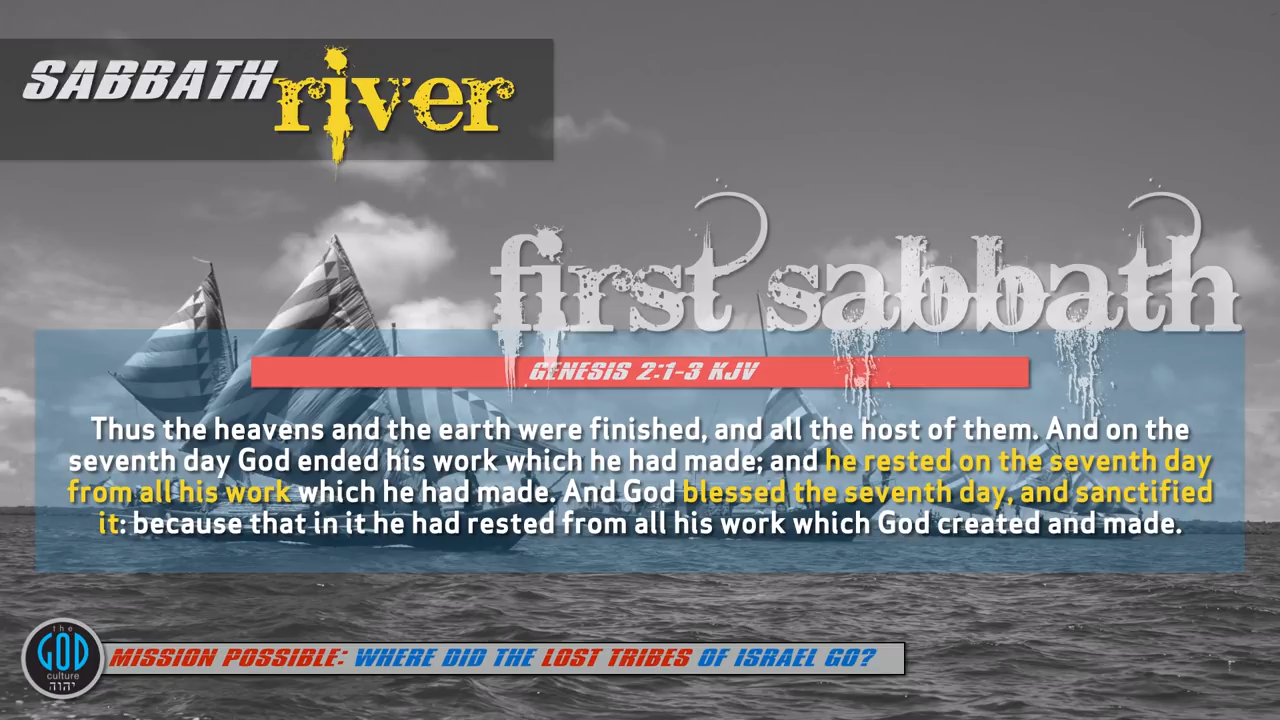 SABBATH river
first sabbath
GENESIS 2:1-3 KJV
Thus the heavens and the earth were finished, and all the host of them. And on the
seventh day God ended his work which he had made; and he rested on the seventh day
from all his work which he had made. And God blessed the seventh day, and sanctified
it: because that in it he had rested from all his work which God created and made.
the
GOD
culture
יהוה
MISSION POSSIBLE: WHERE DID THE LOST TRIBES OF ISRAEL GO?